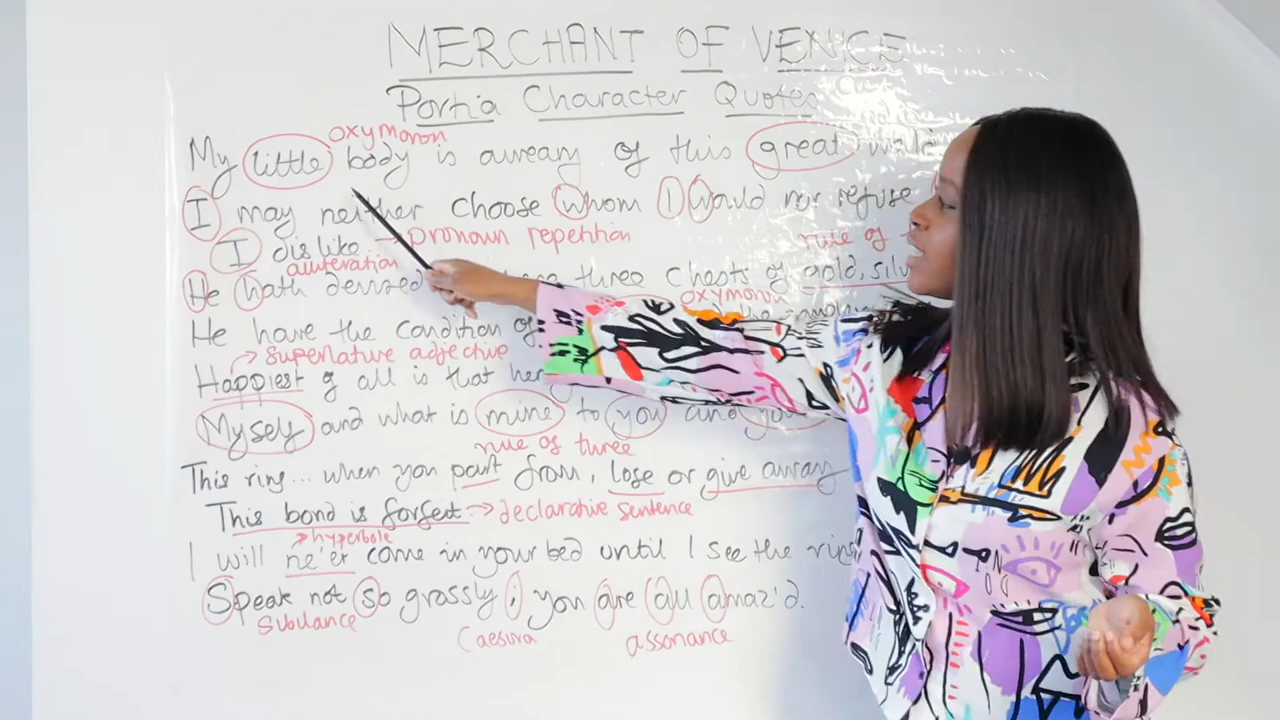 MERCHANT OF VENICE
Portia Character Quotes
oxymoron
My little body is aweary of this great world
I may neither choose whom I would nor refuse
I dislike → pronoun repetition
rule of
alliteration
He hath devised three chests of gold, silv
oxymoron
He have the condition of
superlative adjective
Happiest of all is that her
Myself and what is mine to you and you
rule of three
This ring... when you part from, lose or give away
This bond is forfeit → declarative sentence
hyperbole
I will ne'er come in your bed until I see the ring
Speak not so grossly; you are all amaz'd.
Sibilance Caesura assonance